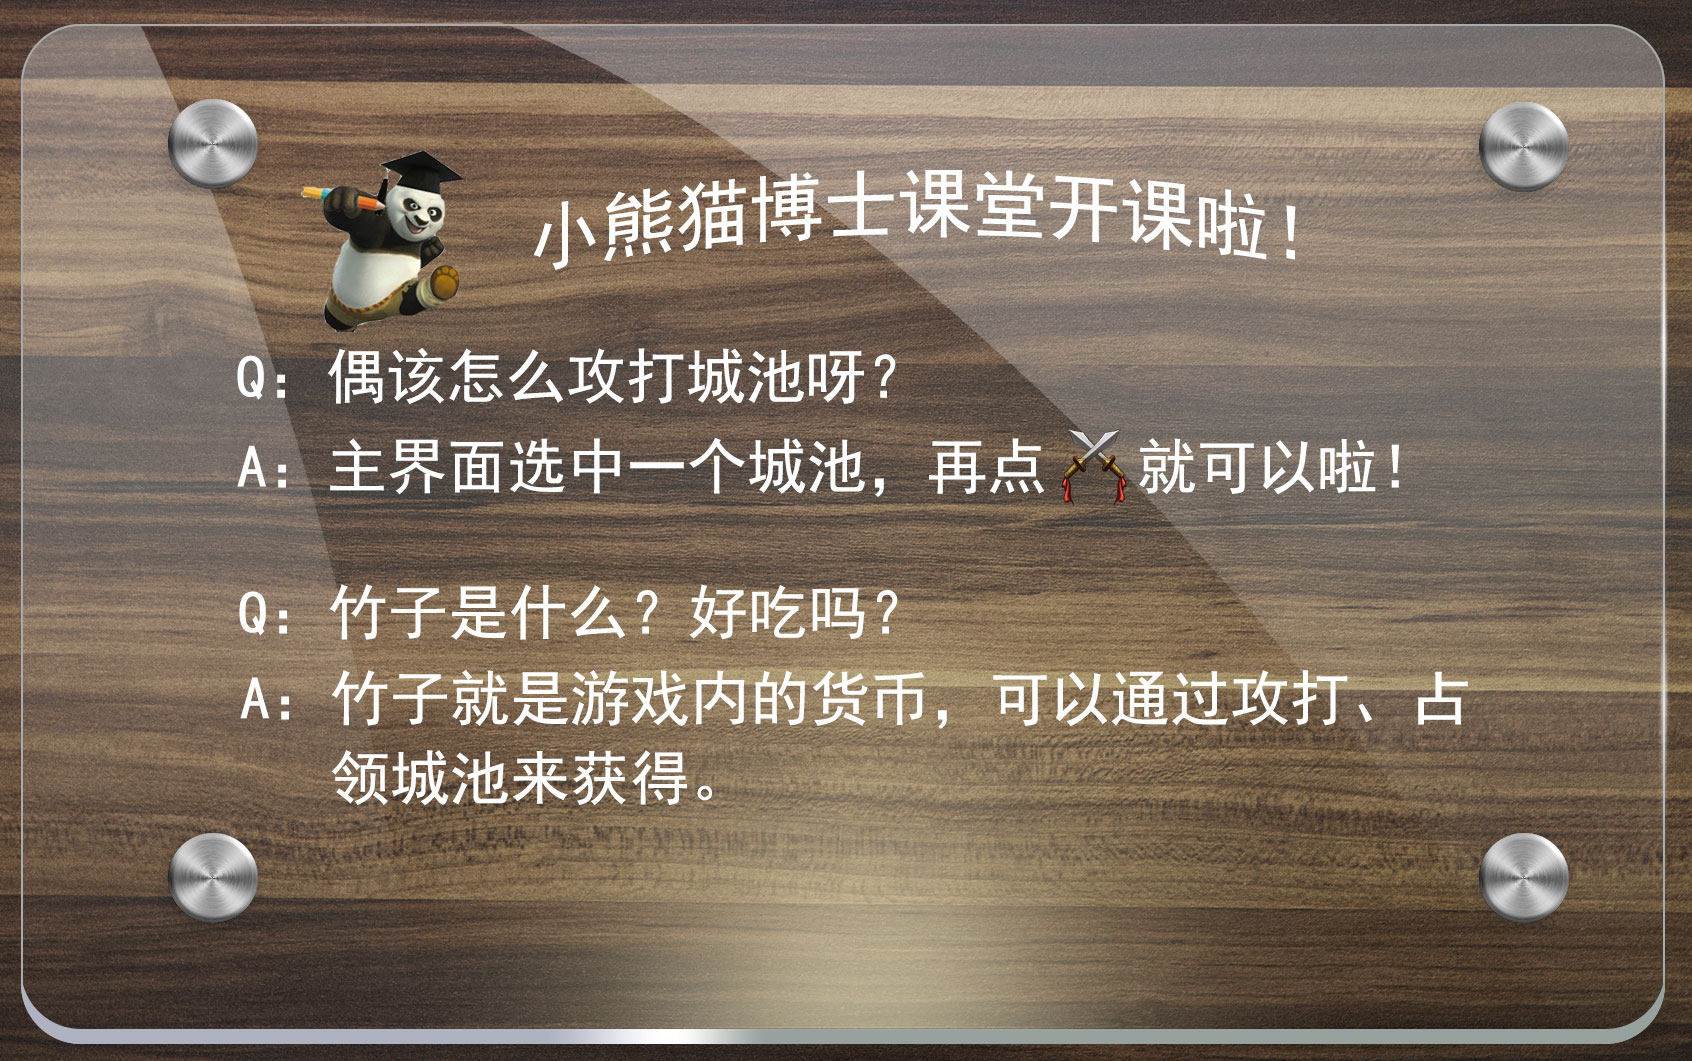 小熊猫博士课堂开课啦！
Q：偶该怎么攻打城池呀？
A：主界面选中一个城池，再点就可以啦！
Q：竹子是什么？好吃吗？
A：竹子就是游戏内的货币，可以通过攻打、占
领城池来获得。